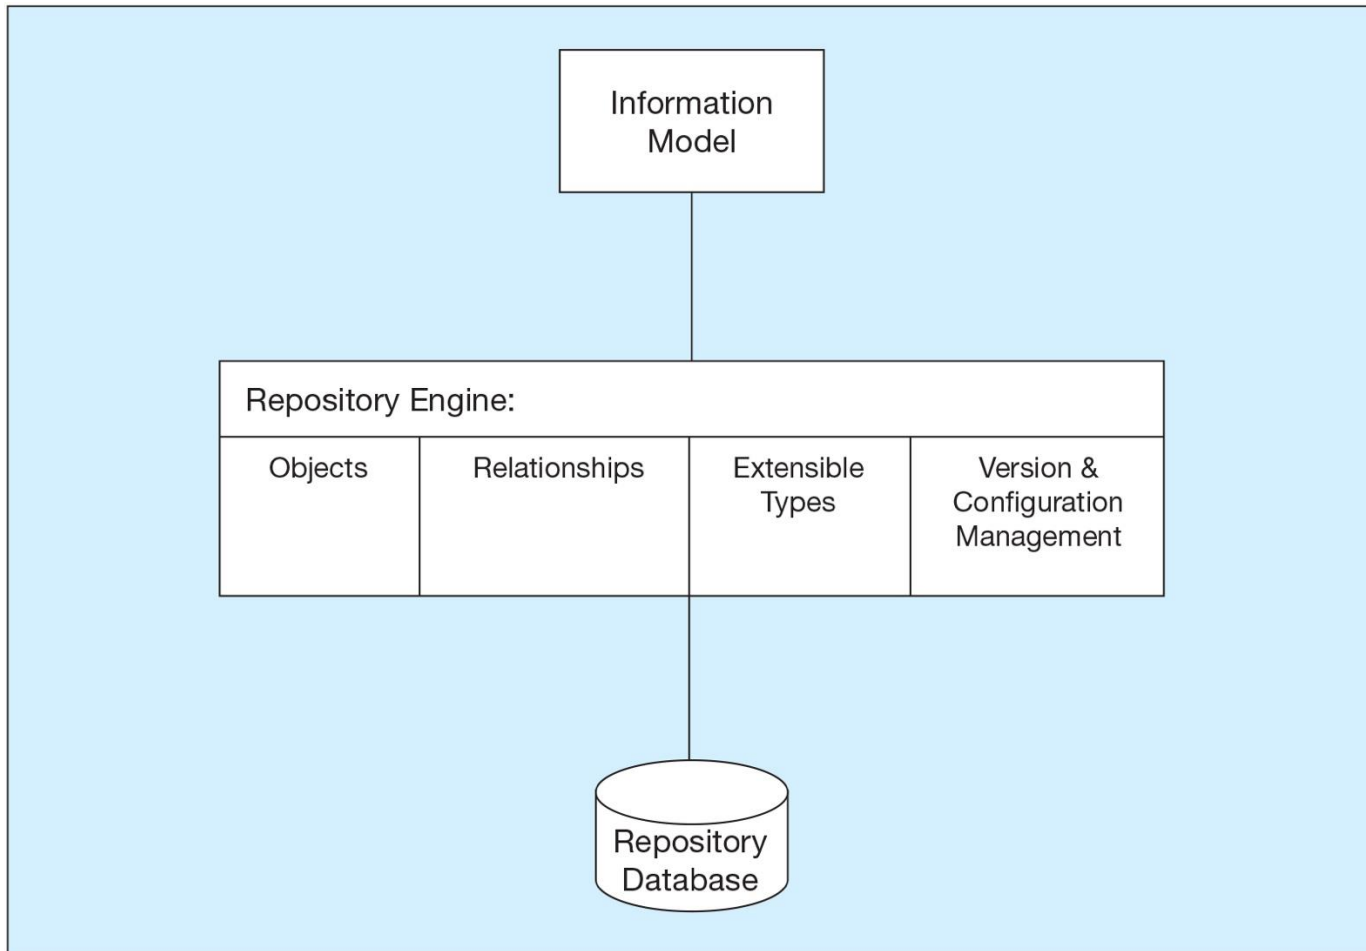 Information
Model
Repository Engine:
Objects
Relationships
Extensible
Types
Version &
Configuration
Management
Repository
Database